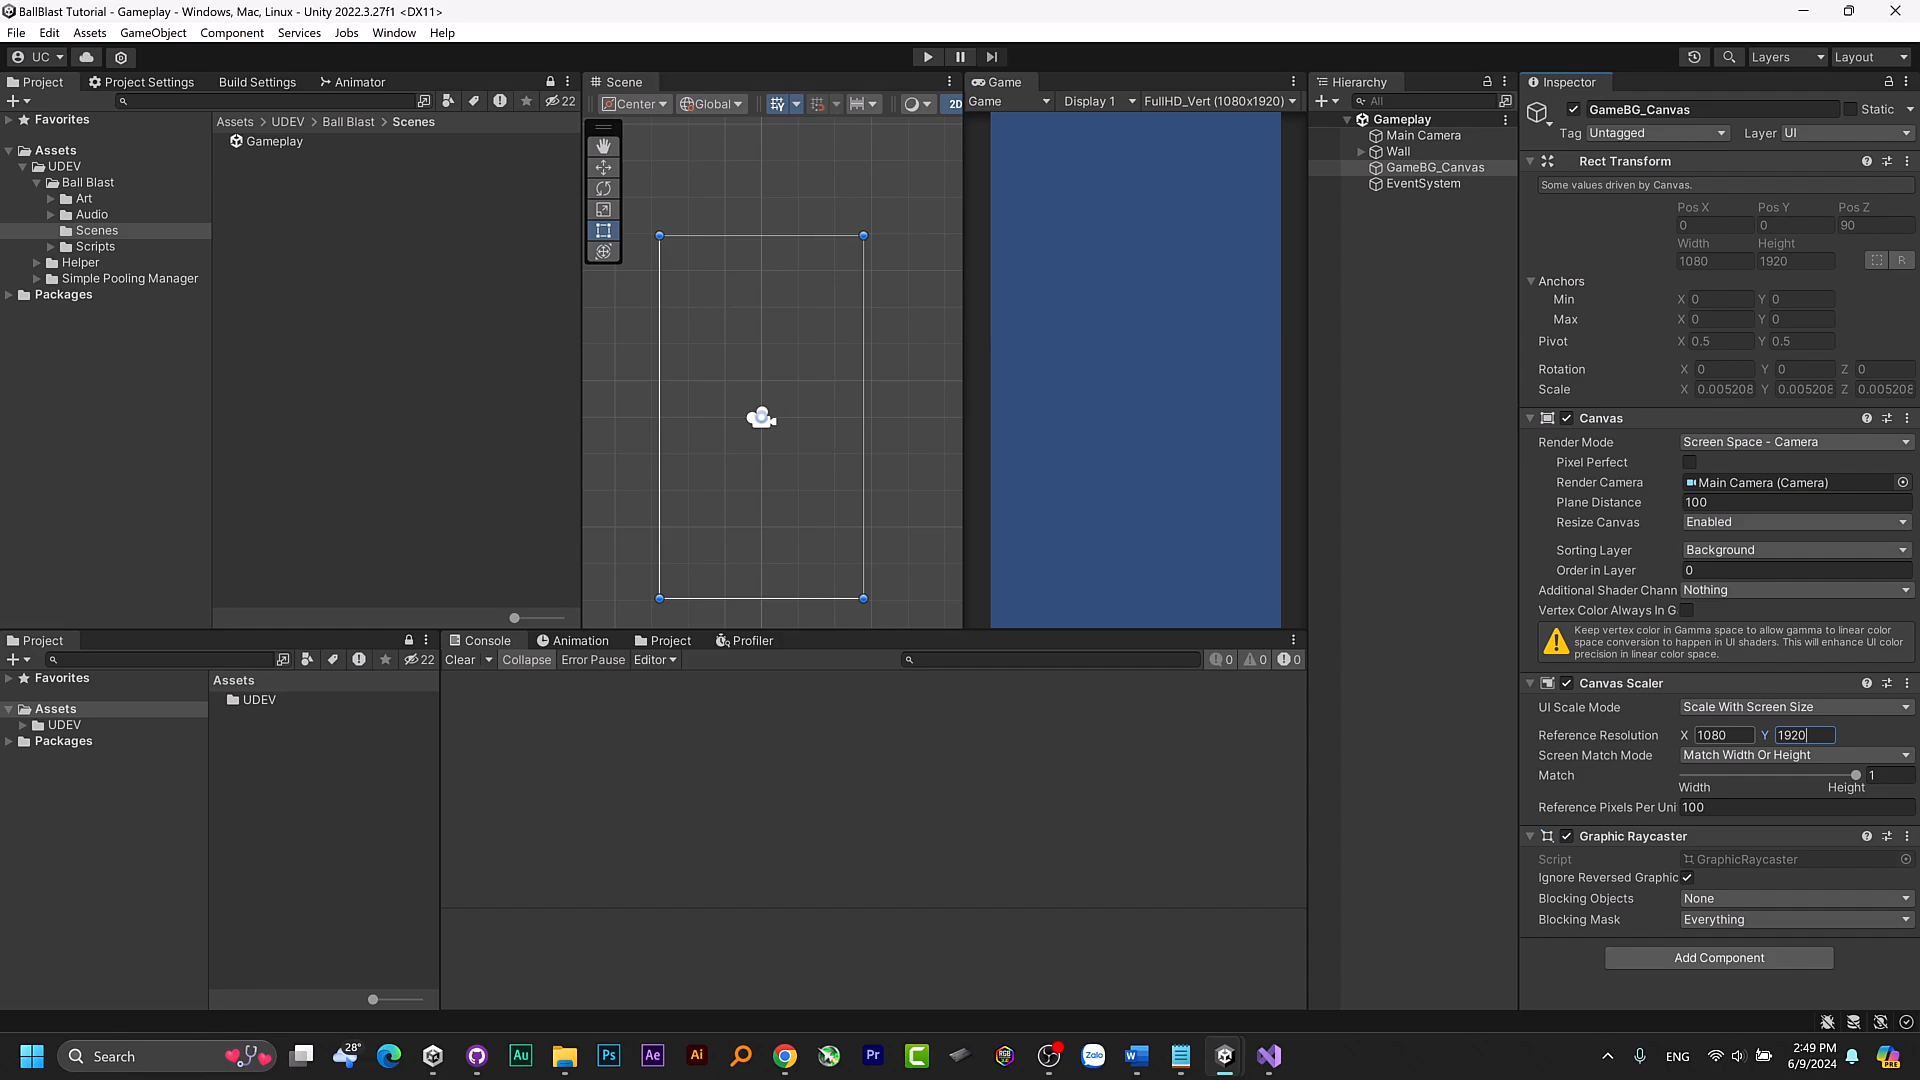 BallBlast Tutorial - Gameplay - Windows, Mac, Linux - Unity 2022.3.27f1 <DX11>
File Edit Assets GameObject Component Services Jobs Window Help
UC
Layers
Layout
Project
Project Settings
Build Settings
Animator
22
Favorites
Assets
UDEV
Ball Blast
Art
Audio
Scenes
Scripts
Helper
Simple Pooling Manager
Packages
Assets > UDEV > Ball Blast > Scenes
Gameplay
Scene
Center
Global
2D
Game
Game
Display 1
FullHD_Vert (1080x1920)
Hierarchy
All
Gameplay
Main Camera
Wall
GameBG_Canvas
EventSystem
Inspector
GameBG_Canvas
Static
Tag Untagged
Layer UI
Rect Transform
Some values driven by Canvas.
Pos X Pos Y Pos Z
0 0 90
Width Height
1080 1920
R
Anchors
Min X 0 Y 0
Max X 0 Y 0
Pivot X 0.5 Y 0.5
Rotation X 0 Y 0 Z 0
Scale X 0.005208 Y 0.005208 Z 0.005208
Canvas
Render Mode Screen Space - Camera
Pixel Perfect
Render Camera Main Camera (Camera)
Plane Distance 100
Resize Canvas Enabled
Sorting Layer Background
Order in Layer 0
Additional Shader Chann Nothing
Vertex Color Always In G
Keep vertex color in Gamma space to allow gamma to linear color
space conversion to happen in UI shaders. This will enhance UI color
precision in linear color space.
Canvas Scaler
UI Scale Mode Scale With Screen Size
Reference Resolution X 1080 Y 1920
Screen Match Mode Match Width Or Height
Match 1
Width Height
Reference Pixels Per Uni 100
Graphic Raycaster
Script GraphicRaycaster
Ignore Reversed Graphic
Blocking Objects None
Blocking Mask Everything
Add Component
Project
22
Favorites
Assets
UDEV
Packages
Assets
UDEV
Console
Animation
Project
Profiler
Clear
Collapse
Error Pause
Editor
0
0
0
Search
28°
Au
Ps
Ae
Ai
Pr
C
Zalo
W
ENG
2:49 PM
6/9/2024
PRE